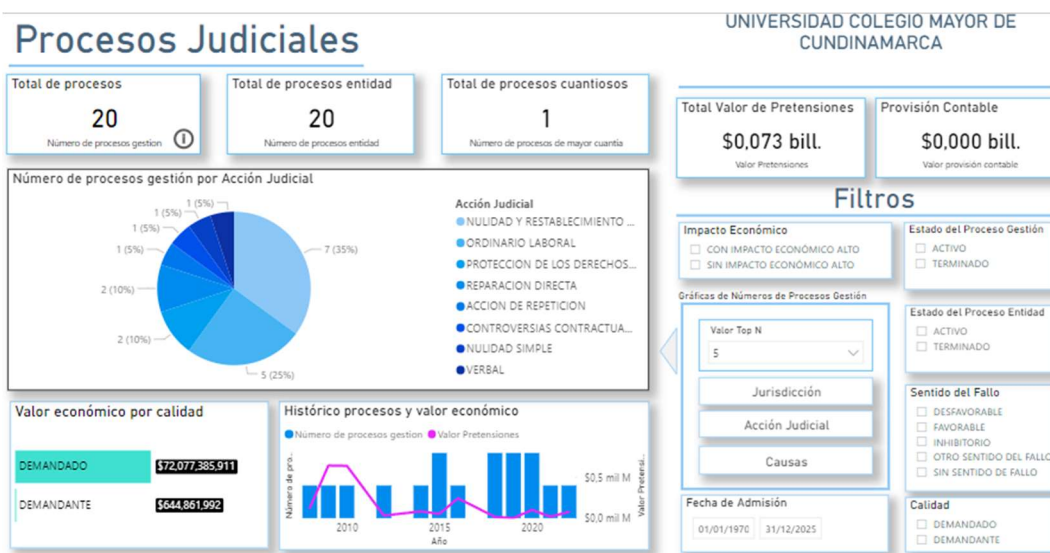 Procesos Judiciales
UNIVERSIDAD COLEGIO MAYOR DE
CUNDINAMARCA
Total de procesos
20
Número de procesos gestion
Total de procesos entidad
20
Número de procesos entidad
Total de procesos cuantiosos
1
Número de procesos de mayor cuantia
Total Valor de Pretensiones
$0,073 bill.
Valor Pretensiones
Provisión Contable
$0,000 bill.
Valor provisión contable
Número de procesos gestión por Acción Judicial
7 (35%)
5 (25%)
2 (10%)
2 (10%)
1 (5%)
1 (5%)
1 (5%)
1 (5%)
Acción Judicial
NULIDAD Y RESTABLECIMIENTO ...
ORDINARIO LABORAL
PROTECCION DE LOS DERECHOS...
REPARACION DIRECTA
ACCION DE REPETICION
CONTROVERSIAS CONTRACTUA...
NULIDAD SIMPLE
VERBAL
Filtros
Impacto Económico
CON IMPACTO ECONÓMICO ALTO
SIN IMPACTO ECONÓMICO ALTO
Estado del Proceso Gestión
ACTIVO
TERMINADO
Gráficas de Números de Procesos Gestión
Valor Top N
5
Jurisdicción
Acción Judicial
Causas
Estado del Proceso Entidad
ACTIVO
TERMINADO
Sentido del Fallo
DESFAVORABLE
FAVORABLE
INHIBITORIO
OTRO SENTIDO DEL FALLO
SIN SENTIDO DE FALLO
Valor económico por calidad
DEMANDADO
$72,077,385,911
DEMANDANTE
$644,861,992
Histórico procesos y valor económico
Número de procesos gestion
Valor Pretensiones
Número de pro...
$0,5 mil M
$0,0 mil M
Valor Pretensi...
2010
2015
2020
Año
Fecha de Admisión
01/01/1970
31/12/2025
Calidad
DEMANDADO
DEMANDANTE